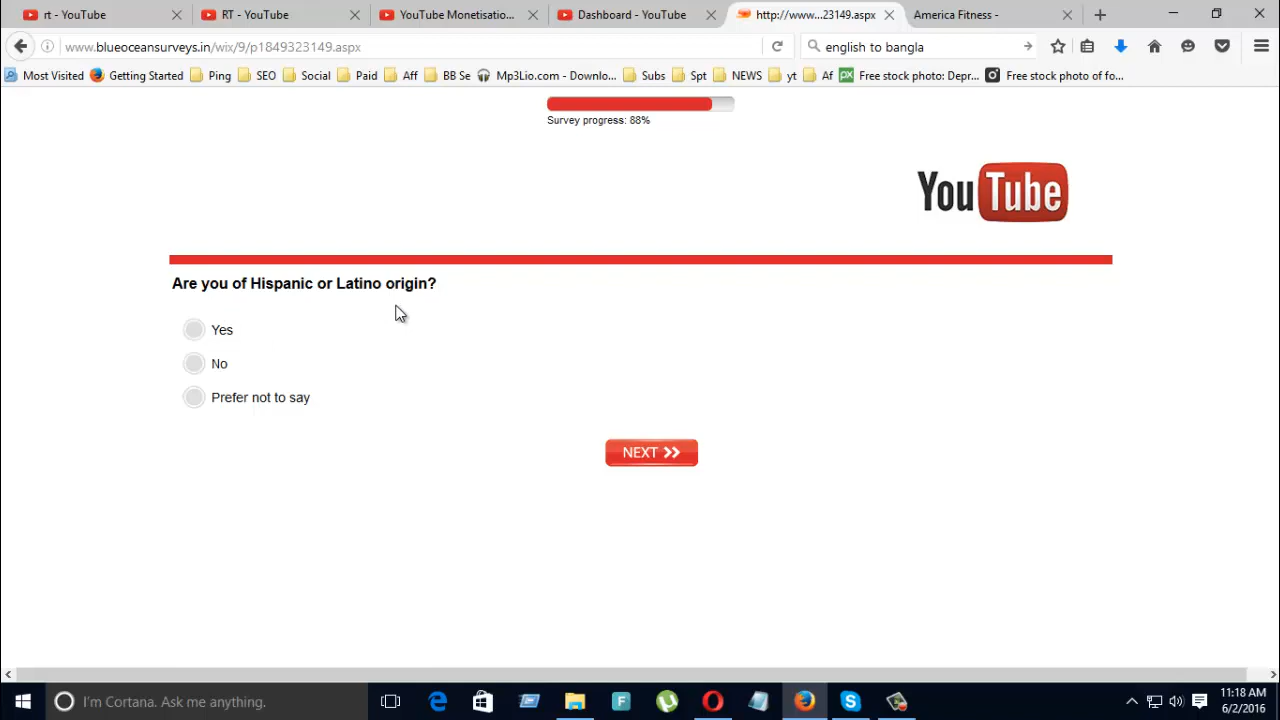 rt - YouTube
RT - YouTube
YouTube Monetisatio...
Dashboard - YouTube
http://www...23149.aspx
America Fitness -
www.blueoceansurveys.in/wix/9/p1849323149.aspx
english to bangla
Most Visited
Getting Started
Ping
SEO
Social
Paid
Aff
BB Se
Mp3Lio.com - Downlo...
Subs
Spt
NEWS
yt
Af
px
Free stock photo: Depr...
Free stock photo of fo...
Survey progress: 88%
YouTube
Are you of Hispanic or Latino origin?
Yes
No
Prefer not to say
NEXT
I'm Cortana. Ask me anything.
F
11:18 AM
6/2/2016